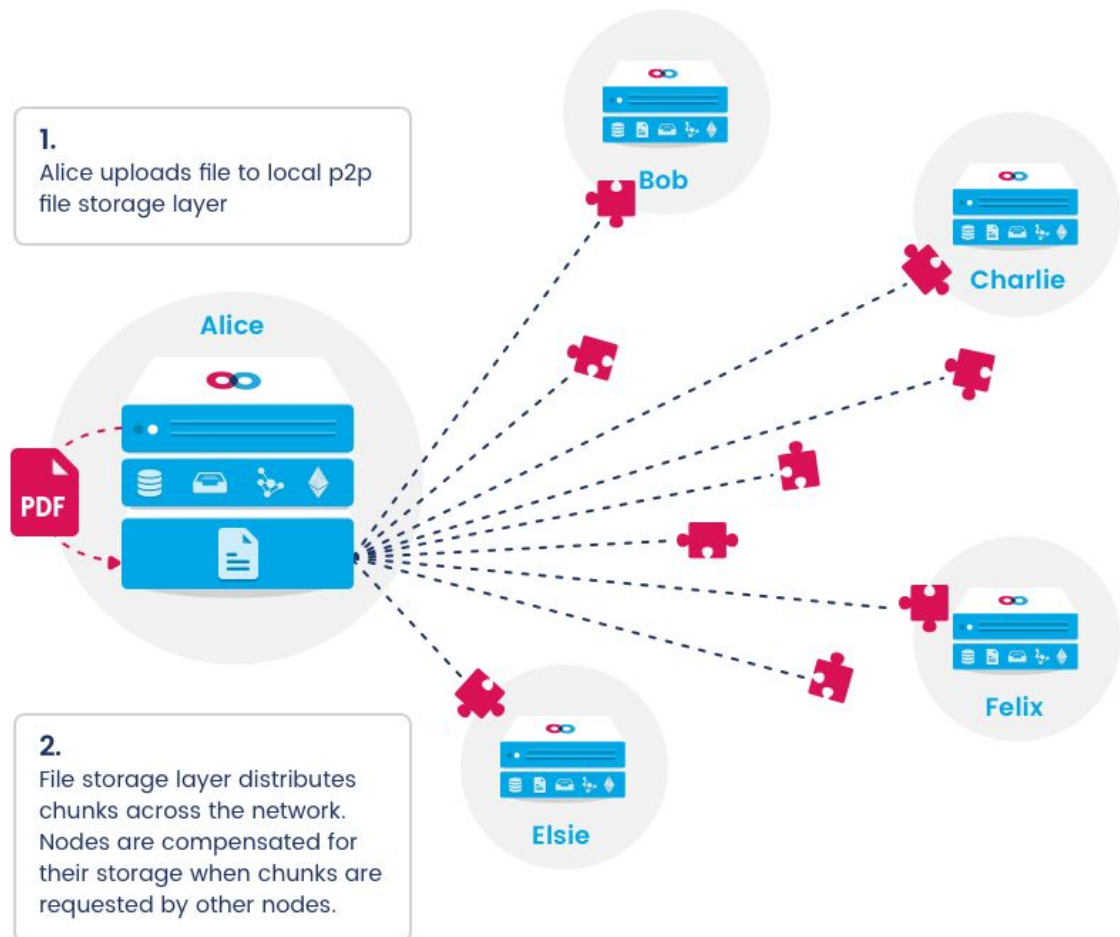 1.
Alice uploads file to local p2p
file storage layer
Bob
Charlie
Alice
PDF
Felix
Elsie
2.
File storage layer distributes
chunks across the network.
Nodes are compensated for
their storage when chunks are
requested by other nodes.